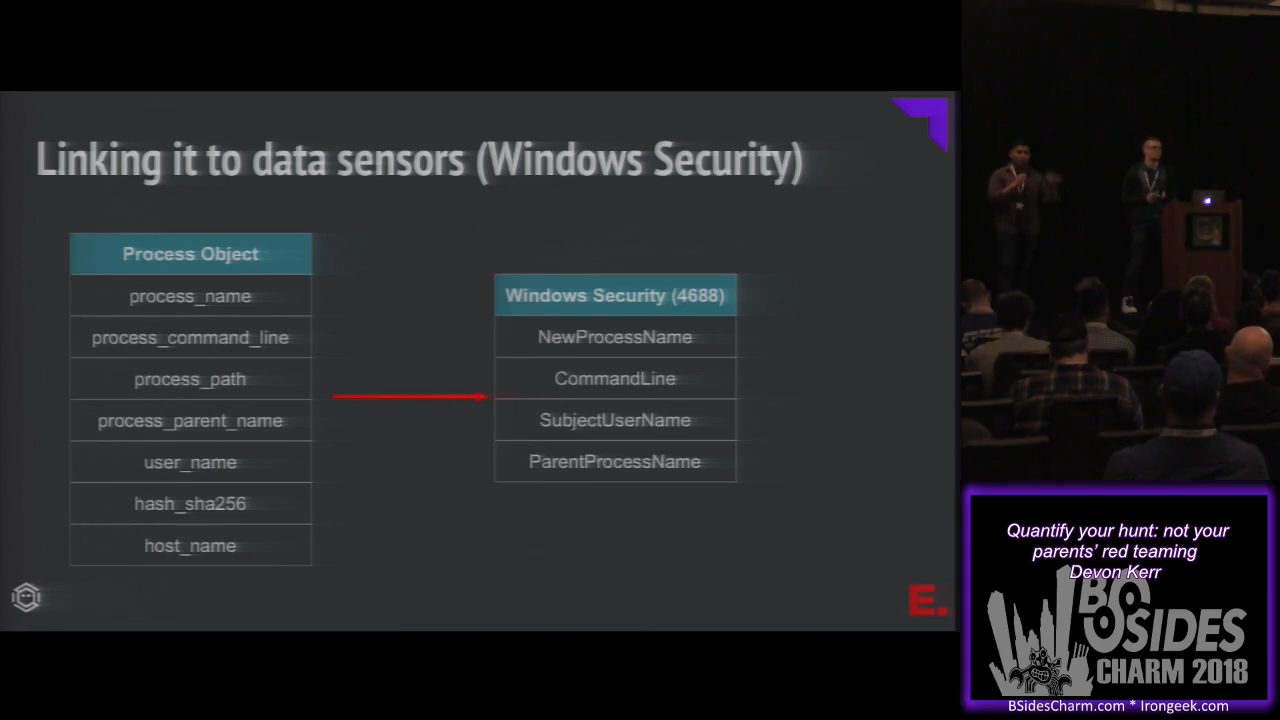 Linking it to data sensors (Windows Security)
Process Object
process_name
process_command_line
process_path
process_parent_name
user_name
hash_sha256
host_name
Windows Security (4688)
NewProcessName
CommandLine
SubjectUserName
ParentProcessName
E.
Quantify your hunt: not your
parents' red teaming
Devon Kerr
BSIDES
CHARM 2018
BSidesCharm.com * Irongeek.com